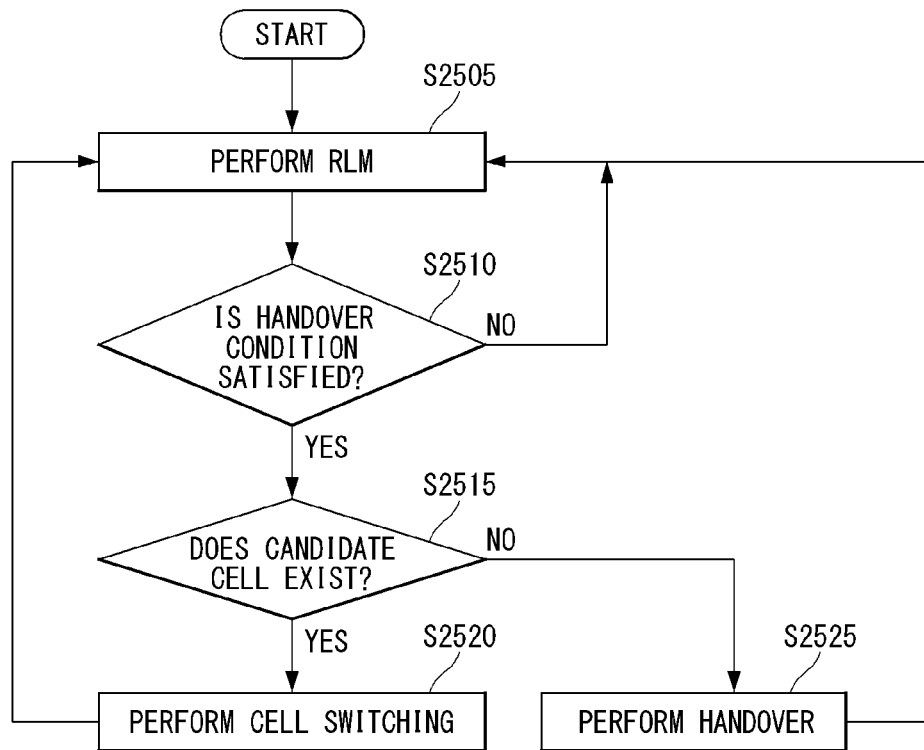 START
S2505
PERFORM RLM
S2510
IS HANDOVER
CONDITION
SATISFIED?
NO
YES
S2515
DOES CANDIDATE
CELL EXIST?
NO
YES
S2520
PERFORM CELL SWITCHING
S2525
PERFORM HANDOVER